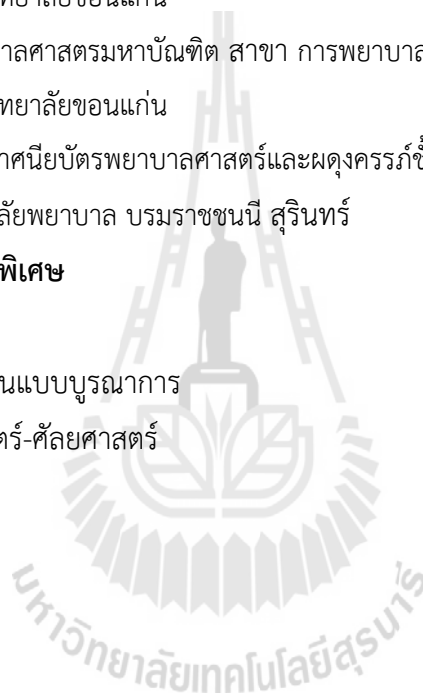 ทยาลัยขอนแก่น
าลศาสตรมหาบัณฑิต สาขา การพยาบาล
ทยาลัยขอนแก่น
าศนียบัตรพยาบาลศาสตร์และผดุงครรภ์ชั้
ลัยพยาบาล บรมราชชนนี สุรินทร์
พิเศษ
นแบบบูรณาการ
ตร์-ศัลยศาสตร์
มหาวิทยาลัยเทคโนโลยีสุรนารี